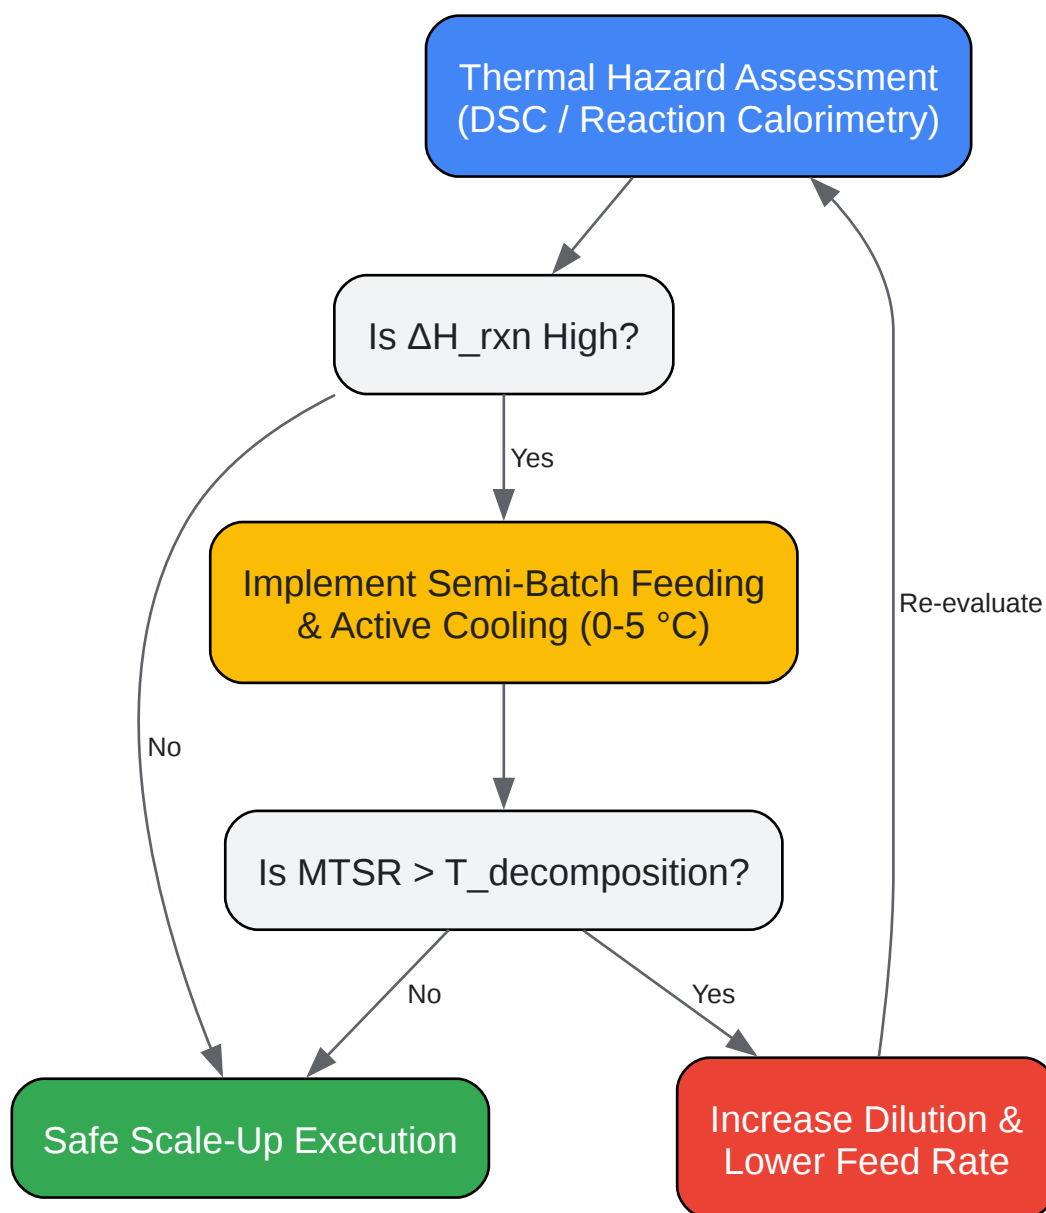 Thermal Hazard Assessment
(DSC / Reaction Calorimetry)
Is ΔH_rxn High?
Yes
Implement Semi-Batch Feeding
& Active Cooling (0-5 °C)
Re-evaluate
No
Is MTSR > T_decomposition?
No
Yes
Safe Scale-Up Execution
Increase Dilution &
Lower Feed Rate